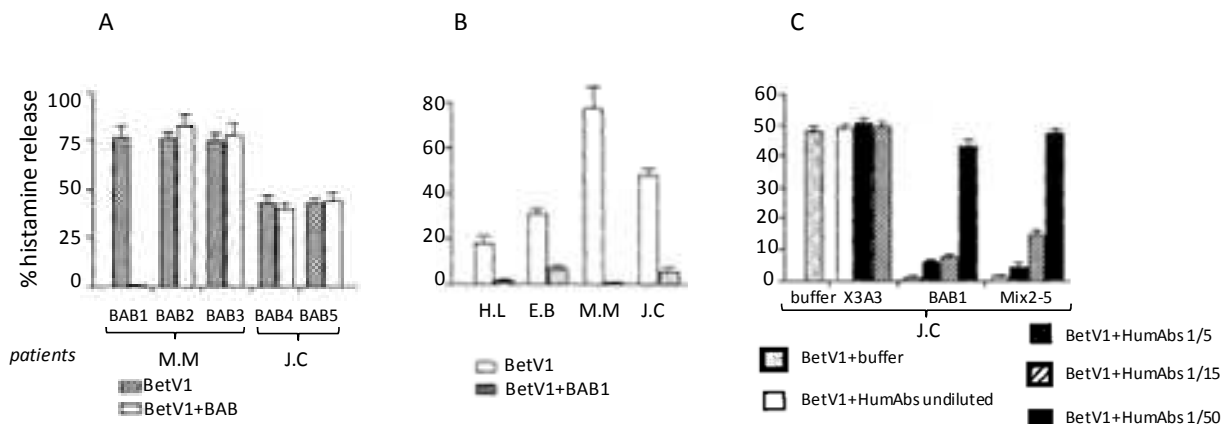 A
% histamine release
100
75
50
25
0
BAB1 BAB2 BAB3 BAB4 BAB5
patients
M.M J.C
BetV1
BetV1+BAB
B
80
60
40
20
0
H.L E.B M.M J.C
BetV1
BetV1+BAB1
C
60
50
40
30
20
10
0
buffer X3A3 BAB1 Mix2-5
J.C
BetV1+buffer
BetV1+HumAbs undiluted
BetV1+HumAbs 1/5
BetV1+HumAbs 1/15
BetV1+HumAbs 1/50